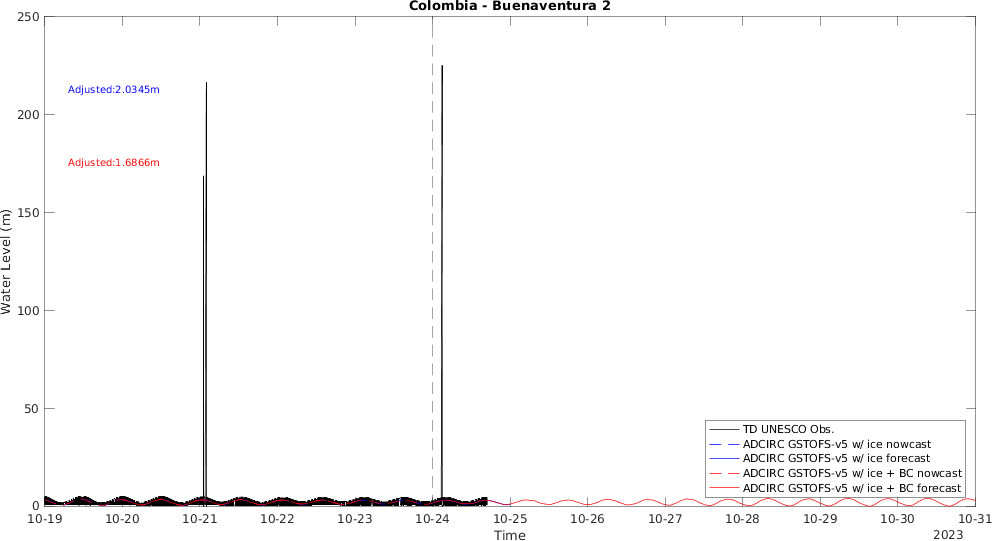 Colombia - Buenaventura 2
250
200
150
100
50
0
Water Level (m)
Adjusted:2.0345m
Adjusted:1.6866m
TD UNESCO Obs.
ADCIRC GSTOFS-v5 w/ ice nowcast
ADCIRC GSTOFS-v5 w/ ice forecast
ADCIRC GSTOFS-v5 w/ ice + BC nowcast
ADCIRC GSTOFS-v5 w/ ice + BC forecast
10-19 10-20 10-21 10-22 10-23 10-24 10-25 10-26 10-27 10-28 10-29 10-30 10-31
Time
2023